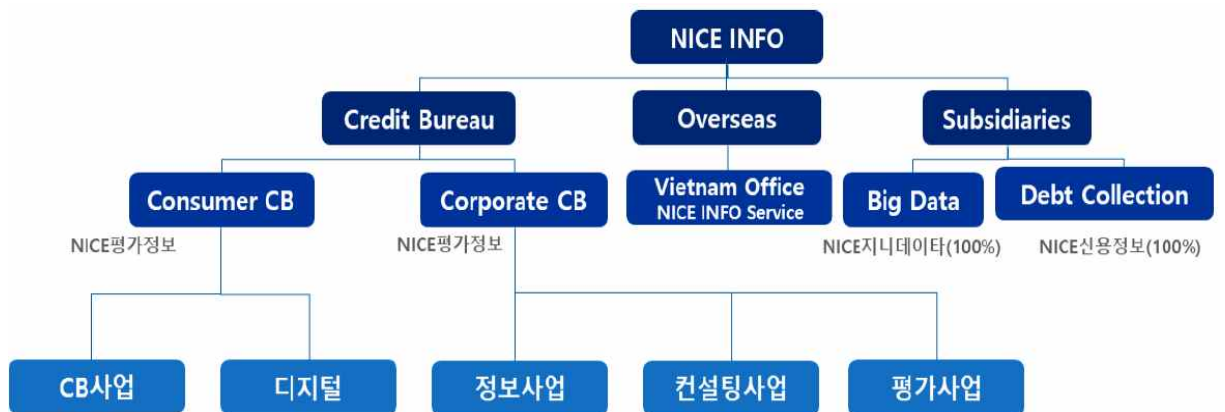 NICE INFO
Credit Bureau
Overseas
Subsidiaries
Consumer CB
Corporate CB
Vietnam Office
NICE INFO Service
Big Data
Debt Collection
NICE평가정보
NICE평가정보
NICE지니데이타(100%)
NICE신용정보(100%)
CB사업
디지털
정보사업
컨설팅사업
평가사업